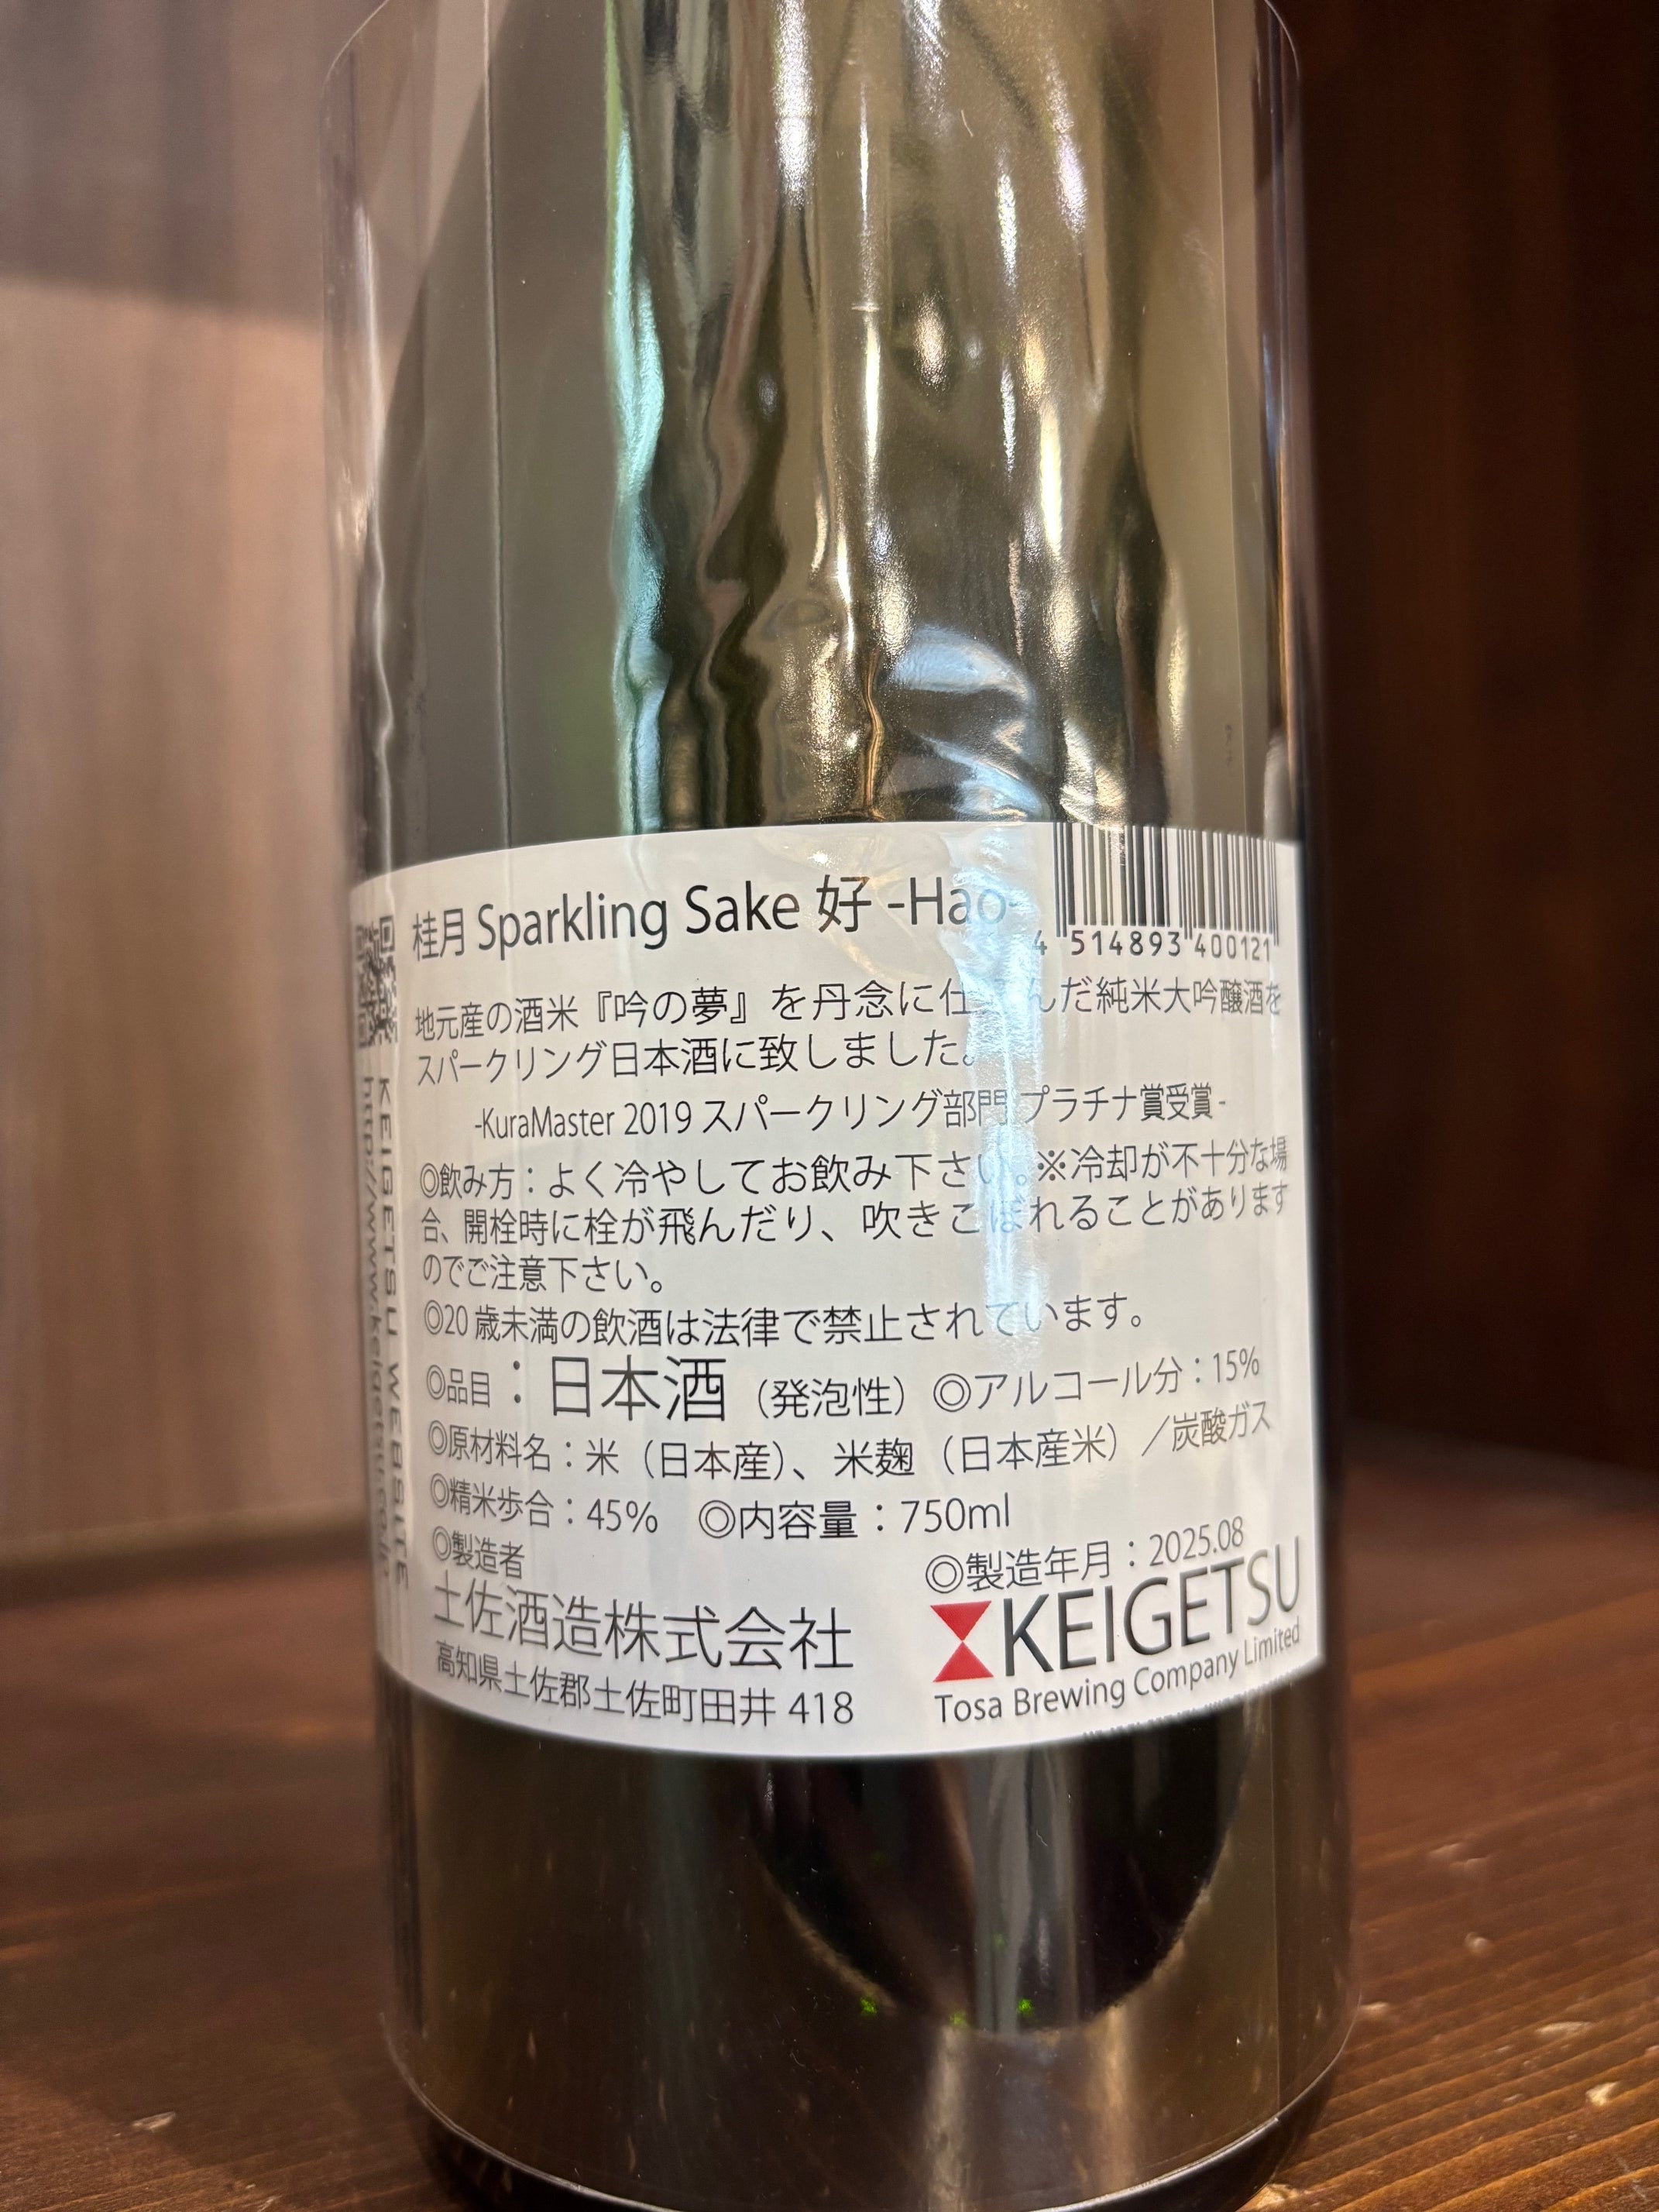 桂月 Sparkling Sake 好 -Hao-
4 514893 400121
地元産の酒米『吟の夢』を丹念に仕込んだ純米大吟醸酒を
スパークリング日本酒に致しました。
-KuraMaster 2019 スパークリング部門 プラチナ賞受賞-
◎飲み方：よく冷やしてお飲み下さい。※冷却が不十分な場
合、開栓時に栓が飛んだり、吹きこぼれることがあります
のでご注意下さい。
◎20 歳未満の飲酒は法律で禁止されています。
◎品目：日本酒（発泡性）◎アルコール分：15%
◎原材料名：米（日本産）、米麹（日本産米）／炭酸ガス
◎精米歩合：45% ◎内容量：750ml
◎製造者
◎製造年月：2025.08
土佐酒造株式会社
高知県土佐郡土佐町田井 418
KEIGETSU
Tosa Brewing Company Limited
KEIGETSU WEBSITE
http://www.keigetsu.co.jp